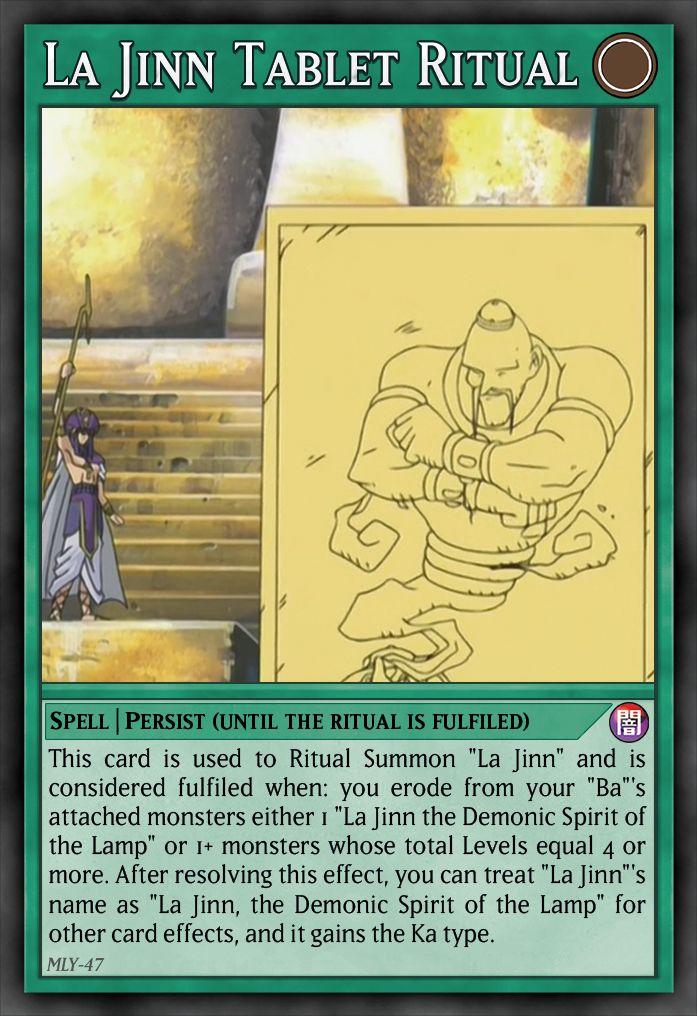 La Jinn Tablet Ritual
Spell | Persist (until the ritual is fulfiled)
闇
This card is used to Ritual Summon "La Jinn" and is
considered fulfiled when: you erode from your "Ba"'s
attached monsters either 1 "La Jinn the Demonic Spirit of
the Lamp" or 1+ monsters whose total Levels equal 4 or
more. After resolving this effect, you can treat "La Jinn"'s
name as "La Jinn, the Demonic Spirit of the Lamp" for
other card effects, and it gains the Ka type.
MLY-47